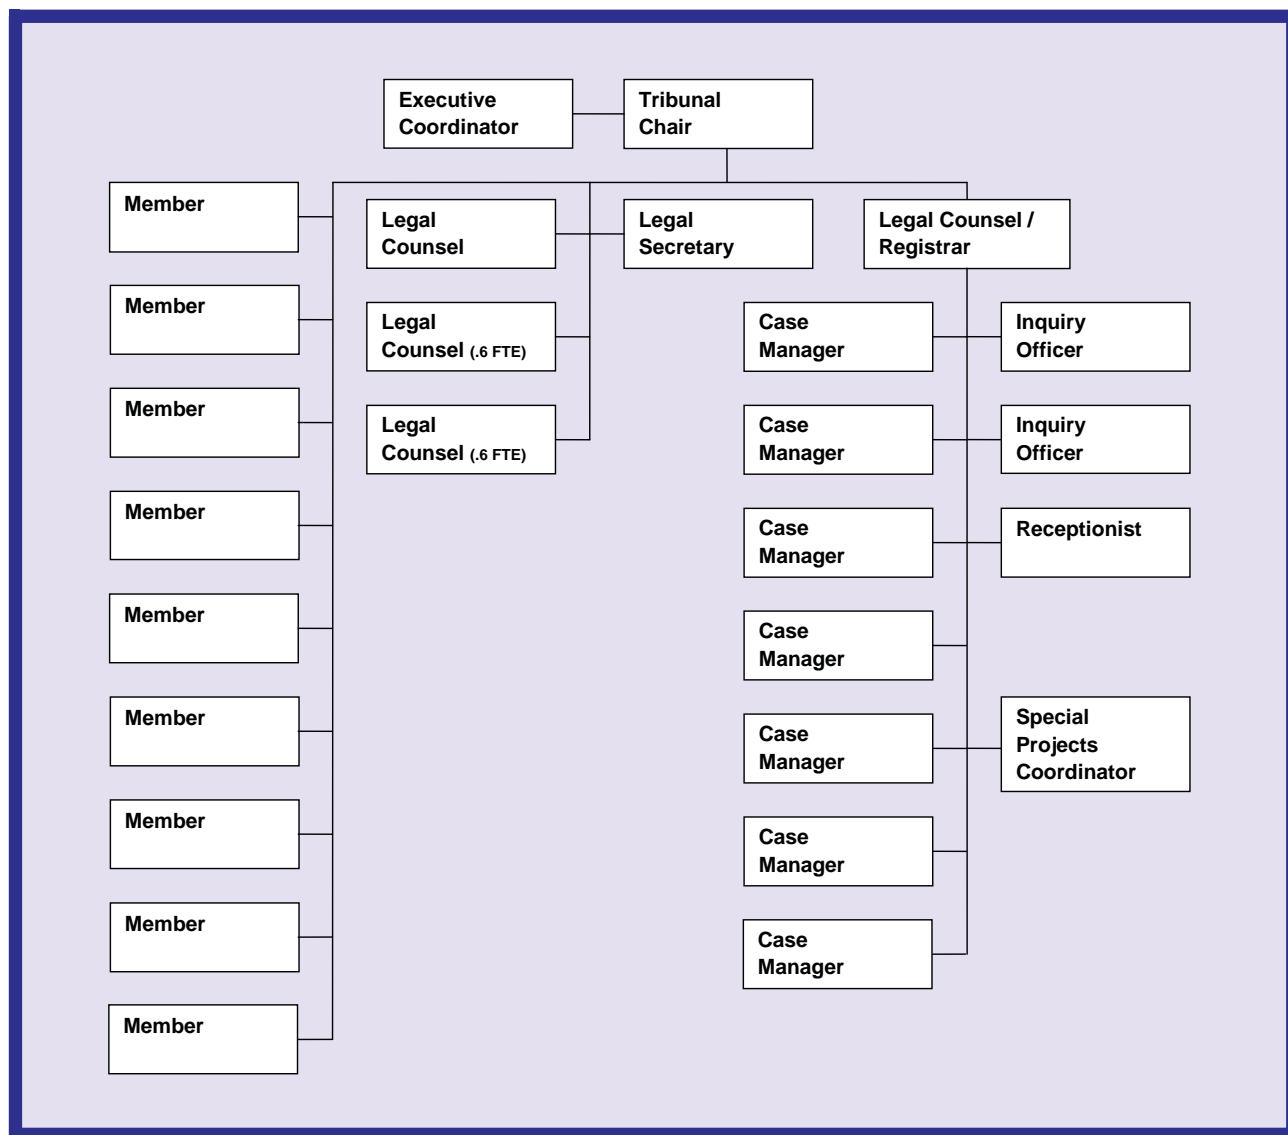 Executive
Coordinator
Tribunal
Chair
Member
Member
Member
Member
Member
Member
Member
Member
Member
Legal
Counsel
Legal
Secretary
Legal
Counsel (.6 FTE)
Legal
Counsel (.6 FTE)
Legal Counsel /
Registrar
Case
Manager
Inquiry
Officer
Case
Manager
Inquiry
Officer
Case
Manager
Receptionist
Case
Manager
Case
Manager
Special
Projects
Coordinator
Case
Manager
Case
Manager